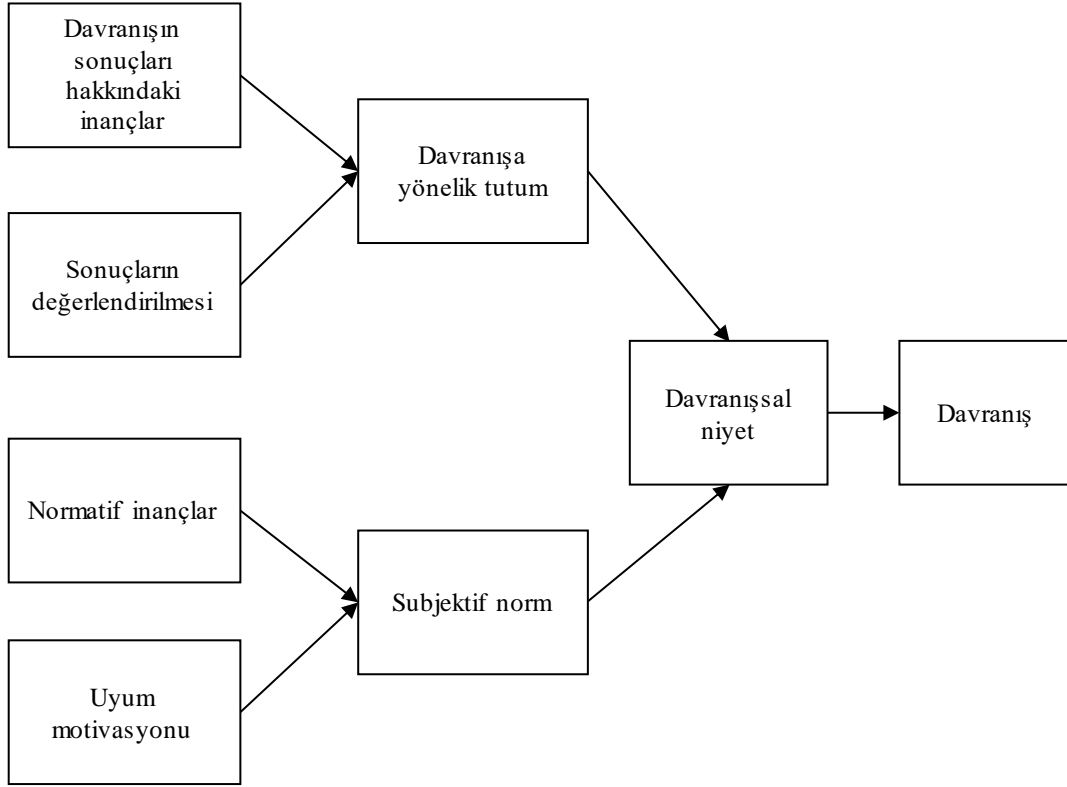 Davranışın
sonuçları
hakkındaki
inançlar
Davranışa
yönelik tutum
Sonuçların
değerlendirilmesi
Davranışsal
niyet
Davranış
Normatif inançlar
Subjektif norm
Uyum
motivasyonu